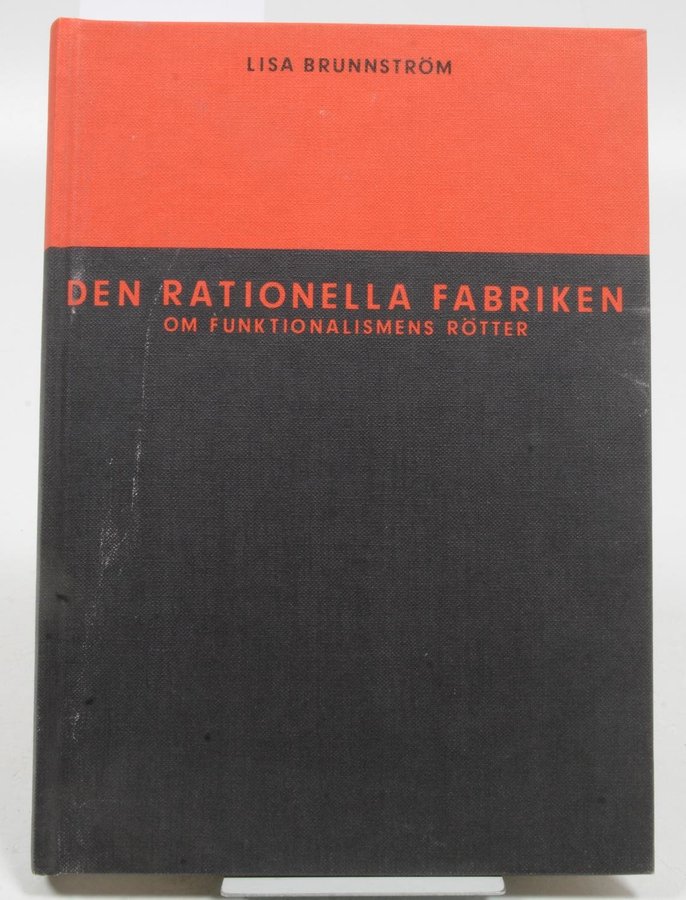 LISA BRUNNSTRÖM
DEN RATIONELLA FABRIKEN
OM FUNKTIONALISMENS RÖTTER